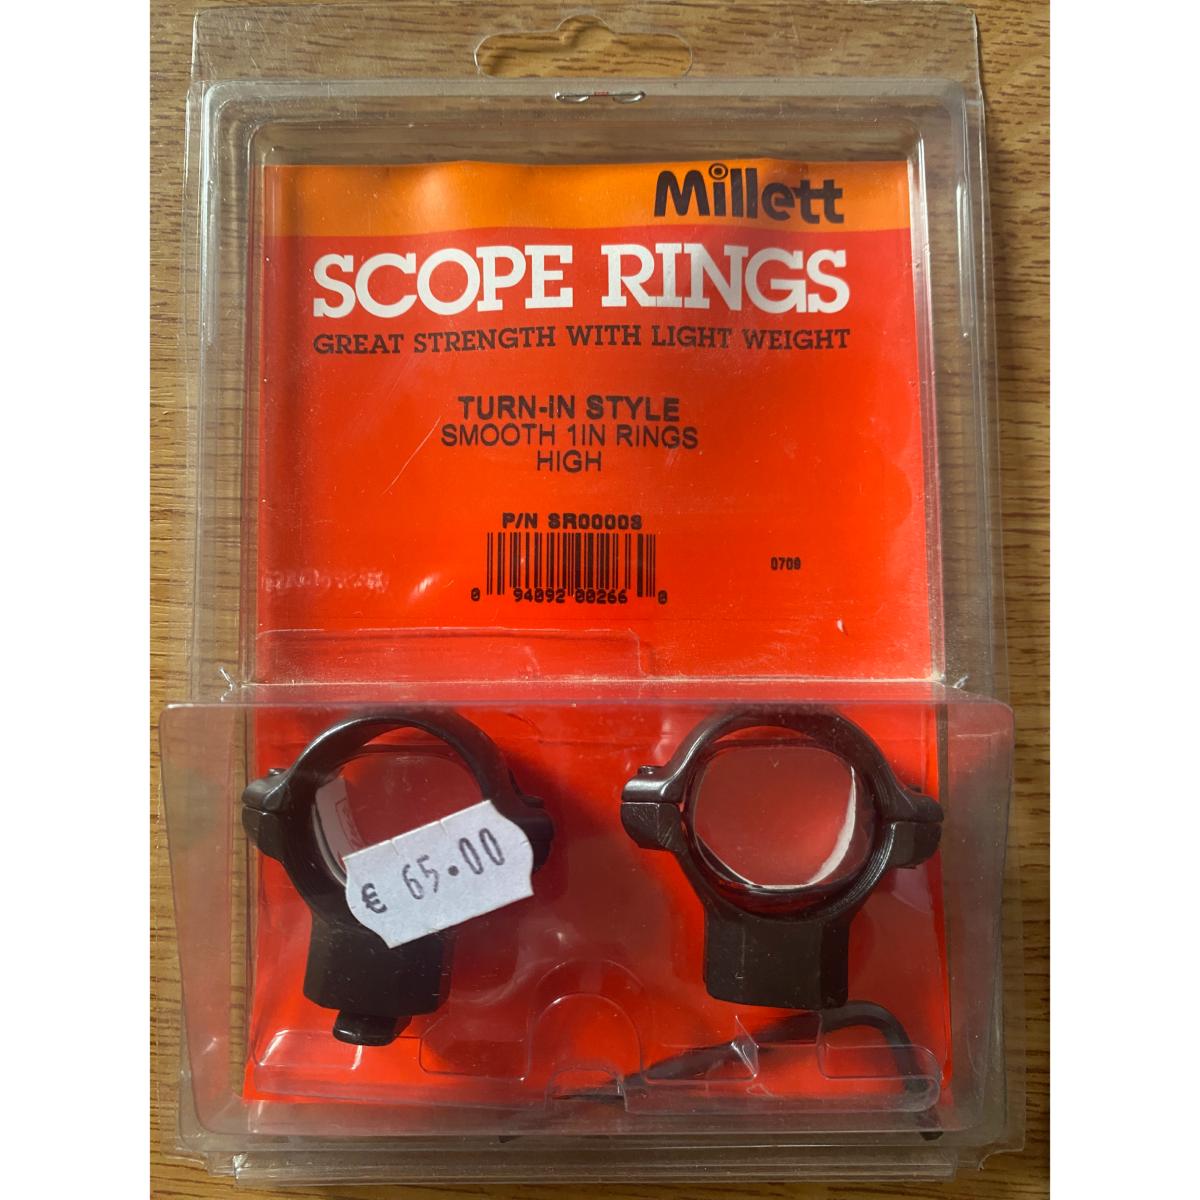 Millett
SCOPE RINGS
GREAT STRENGTH WITH LIGHT WEIGHT
TURN-IN STYLE
SMOOTH 1IN RINGS
HIGH
P/N SR00003
0709
0 94092 00266 0
€ 65.00